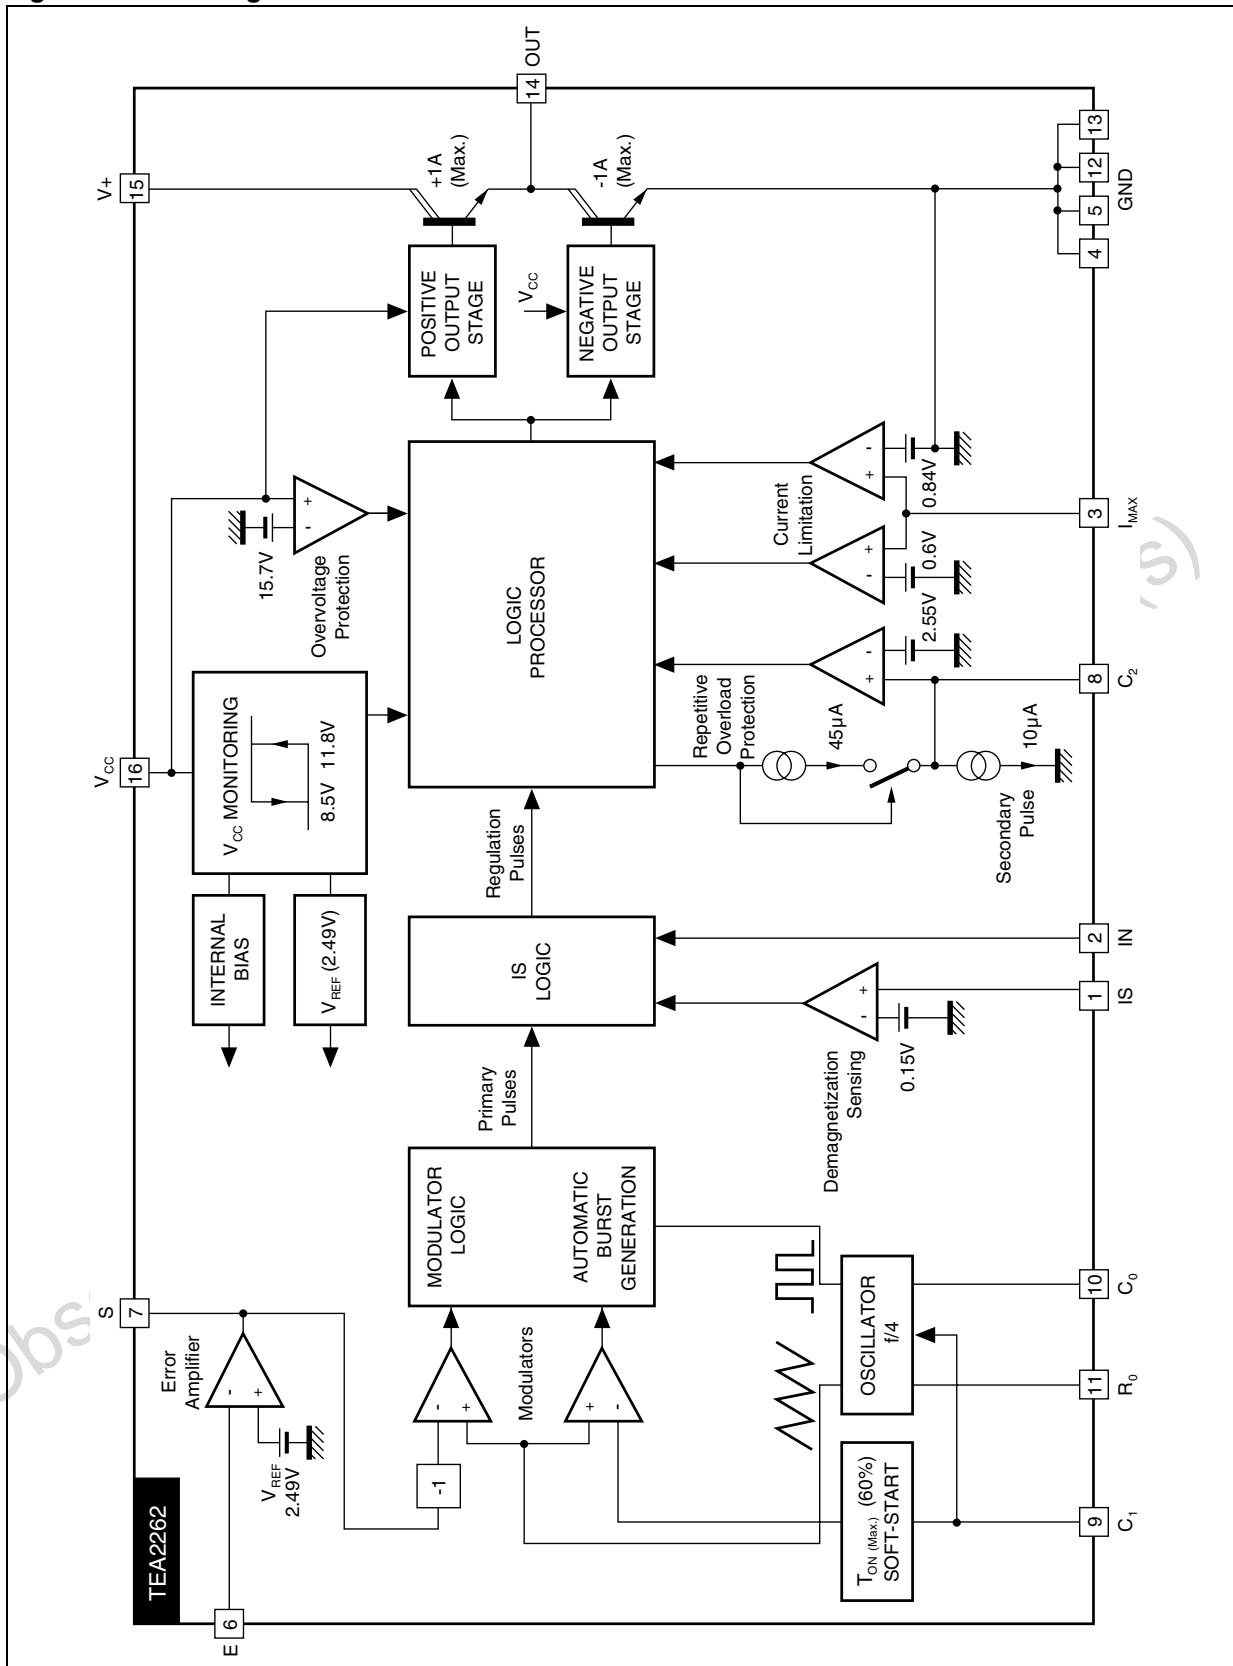 TEA2262
E
6
S
7
VCC
16
V+
15
OUT
14
VREF
2.49V
Error
Amplifier
-
+
INTERNAL
BIAS
VREF (2.49V)
VCC MONITORING
8.5V 11.8V
15.7V
-
+
Overvoltage
Protection
POSITIVE
OUTPUT
STAGE
+1A
(Max.)
VCC
NEGATIVE
OUTPUT
STAGE
-1A
(Max.)
-1
-
+
Modulators
+
-
MODULATOR
LOGIC
AUTOMATIC
BURST
GENERATION
Primary
Pulses
IS
LOGIC
Regulation
Pulses
LOGIC
PROCESSOR
TON (Max.) (60%)
SOFT-START
OSCILLATOR
f/4
Demagnetization
Sensing
-
+
0.15V
Repetitive
Overload
Protection
45µA
Secondary
Pulse
10µA
+
-
2.55V
Current
Limitation
-
+
0.6V
+
-
0.84V
9
C1
11
R0
10
C0
1
IS
2
IN
8
C2
3
IMAX
4
5
12
13
GND
s)